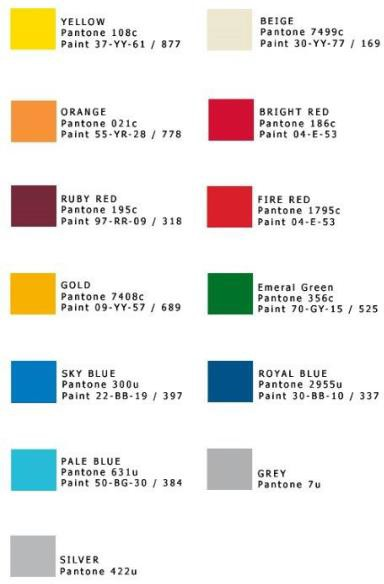 YELLOW
Pantone 108c
Paint 37-YY-61 / 877
BEIGE
Pantone 7499c
Paint 30-YY-77 / 169
ORANGE
Pantone 021c
Paint 55-YR-28 / 778
BRIGHT RED
Pantone 186c
Paint 04-E-53
RUBY RED
Pantone 195c
Paint 97-RR-09 / 318
FIRE RED
Pantone 1795c
Paint 04-E-53
GOLD
Pantone 7408c
Paint 09-YY-57 / 689
Emeral Green
Pantone 356c
Paint 70-GY-15 / 525
SKY BLUE
Pantone 300u
Paint 22-BB-19 / 397
ROYAL BLUE
Pantone 2955u
Paint 30-BB-10 / 337
PALE BLUE
Pantone 631u
Paint 50-BG-30 / 384
GREY
Pantone 7u
SILVER
Pantone 422u